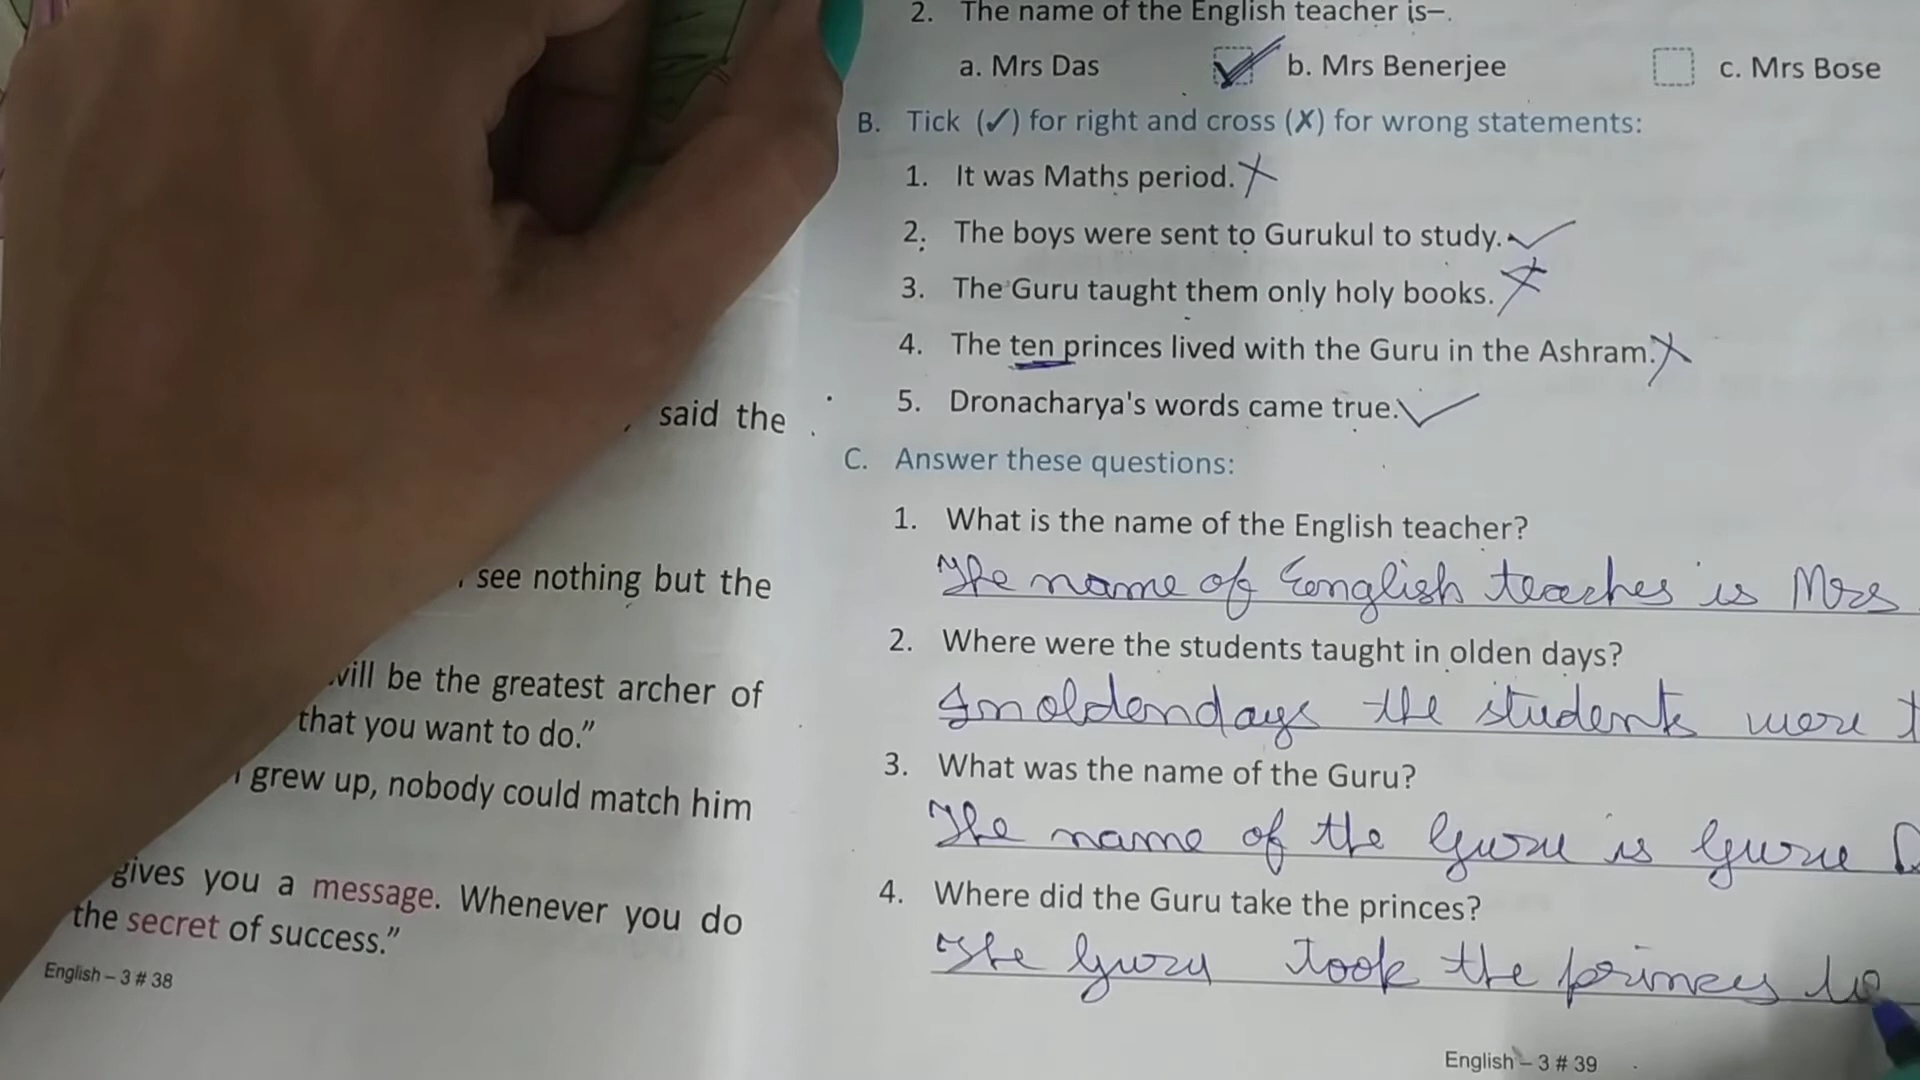 said the
see nothing but the
will be the greatest archer of
that you want to do.”
grew up, nobody could match him
gives you a message. Whenever you do
the secret of success.”
English – 3 # 38
2. The name of the English teacher is–.
a. Mrs Das ✓ b. Mrs Benerjee c. Mrs Bose
B. Tick (✓) for right and cross (✗) for wrong statements:
1. It was Maths period. ✗
2. The boys were sent to Gurukul to study. ✓
3. The Guru taught them only holy books. ✗
4. The ten princes lived with the Guru in the Ashram. ✗
5. Dronacharya's words came true. ✓
C. Answer these questions:
1. What is the name of the English teacher?
The name of English teacher is Mrs
2. Where were the students taught in olden days?
In olden days the students were
3. What was the name of the Guru?
The name of the Guru is Guru
4. Where did the Guru take the princes?
The Guru took the princes to
English – 3 # 39